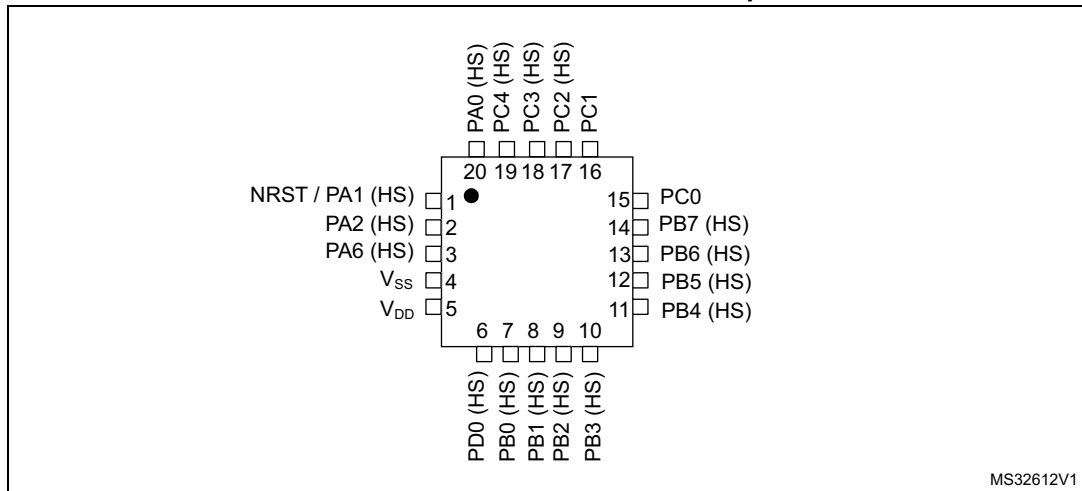 PA0 (HS)
PC4 (HS)
PC3 (HS)
PC2 (HS)
PC1
20 19 18 17 16
NRST / PA1 (HS) 1
PA2 (HS) 2
PA6 (HS) 3
VSS 4
VDD 5
15 PC0
14 PB7 (HS)
13 PB6 (HS)
12 PB5 (HS)
11 PB4 (HS)
6 7 8 9 10
PD0 (HS)
PB0 (HS)
PB1 (HS)
PB2 (HS)
PB3 (HS)
MS32612V1